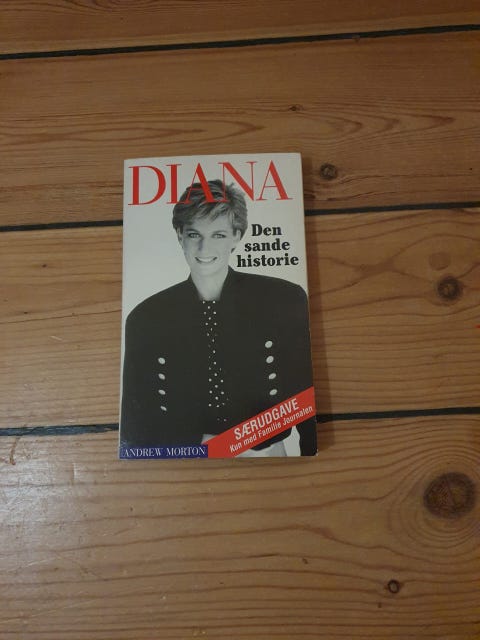 DIANA
Den
sande
historie
SÆRUDGAVE
Kun med Familie Journalen
ANDREW MORTON